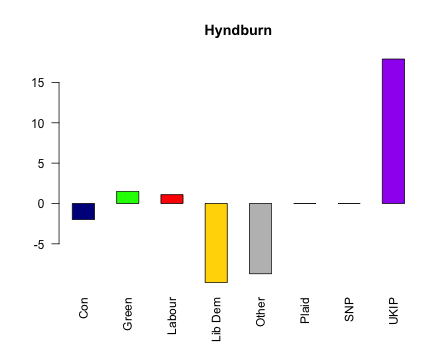 Hyndburn
15
10
5
0
-5
Con
Green
Labour
Lib Dem
Other
Plaid
SNP
UKIP